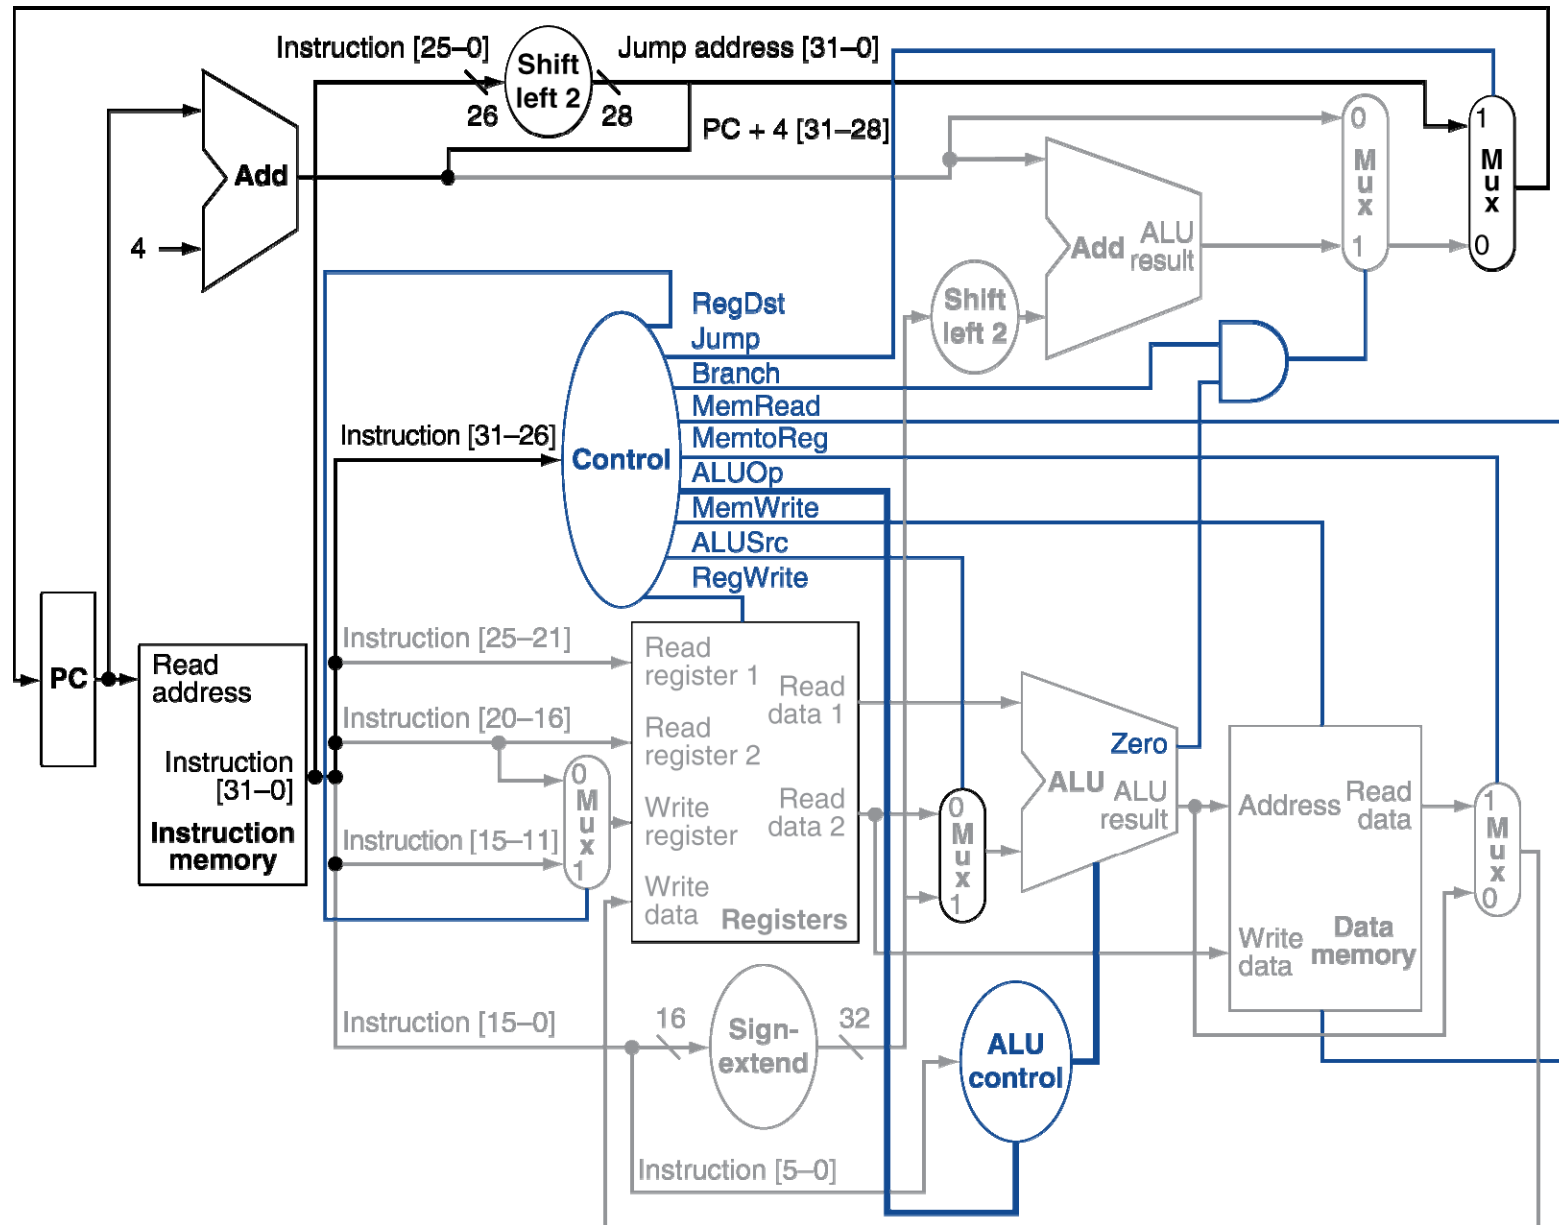 Instruction [25–0]
Shift
left 2
Jump address [31–0]
26
28
PC + 4 [31–28]
Add
4
0
M
u
x
1
1
M
u
x
0
Add
ALU
result
Shift
left 2
RegDst
Jump
Branch
MemRead
MemtoReg
ALUOp
MemWrite
ALUSrc
RegWrite
Instruction [31–26]
Control
PC
Read
address
Instruction
[31–0]
Instruction
memory
Instruction [25–21]
Instruction [20–16]
Instruction [15–11]
0
M
u
x
1
Read
register 1
Read
register 2
Write
register
Write
data
Read
data 1
Read
data 2
Registers
0
M
u
x
1
Zero
ALU
ALU
result
Address
Read
data
Write
data
Data
memory
1
M
u
x
0
Instruction [15–0]
16
Sign-
extend
32
ALU
control
Instruction [5–0]